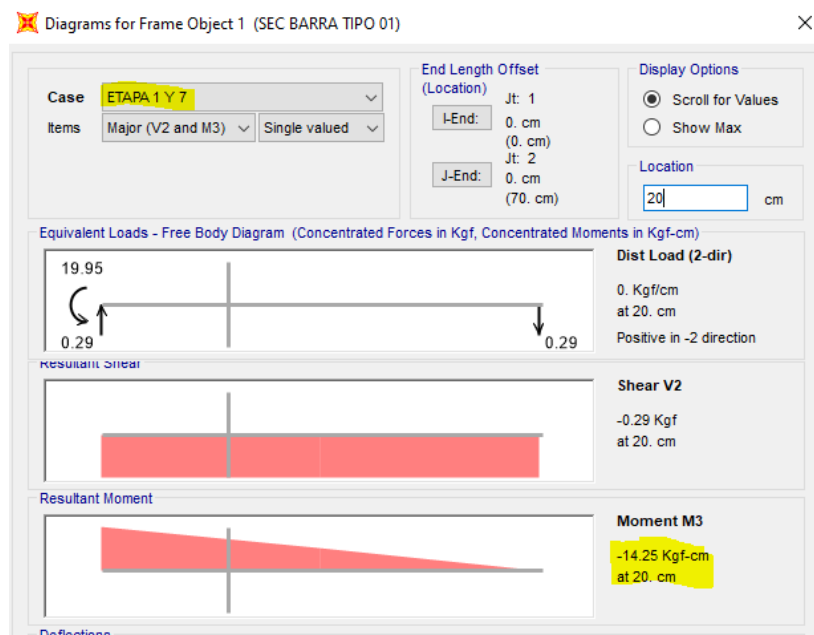 Diagrams for Frame Object 1 (SEC BARRA TIPO 01)
Case
ETAPA 1 Y 7
Items
Major (V2 and M3)
Single valued
End Length Offset
(Location)
Jt: 1
I-End:
0. cm
(0. cm)
Jt: 2
J-End:
0. cm
(70. cm)
Display Options
Scroll for Values
Show Max
Location
20
cm
Equivalent Loads - Free Body Diagram (Concentrated Forces in Kgf, Concentrated Moments in Kgf-cm)
19.95
0.29
0.29
Dist Load (2-dir)
0. Kgf/cm
at 20. cm
Positive in -2 direction
Resultant Shear
Shear V2
-0.29 Kgf
at 20. cm
Resultant Moment
Moment M3
-14.25 Kgf-cm
at 20. cm
Deflections